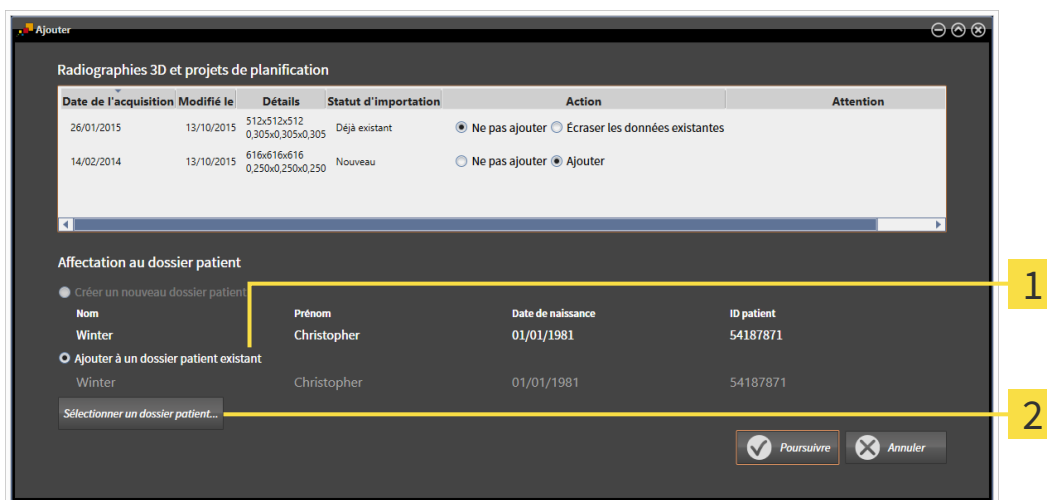 Ajouter
Radiographies 3D et projets de planification
Date de l'acquisition Modifié le Détails Statut d'importation Action Attention
26/01/2015 13/10/2015 512x512x512 0,305x0,305x0,305 Déjà existant Ne pas ajouter Écraser les données existantes
14/02/2014 13/10/2015 616x616x616 0,250x0,250x0,250 Nouveau Ne pas ajouter Ajouter
Affectation au dossier patient
Créer un nouveau dossier patient
1
Nom Prénom Date de naissance ID patient
Winter Christopher 01/01/1981 54187871
Ajouter à un dossier patient existant
Winter Christopher 01/01/1981 54187871
Sélectionner un dossier patient...
2
Poursuivre Annuler